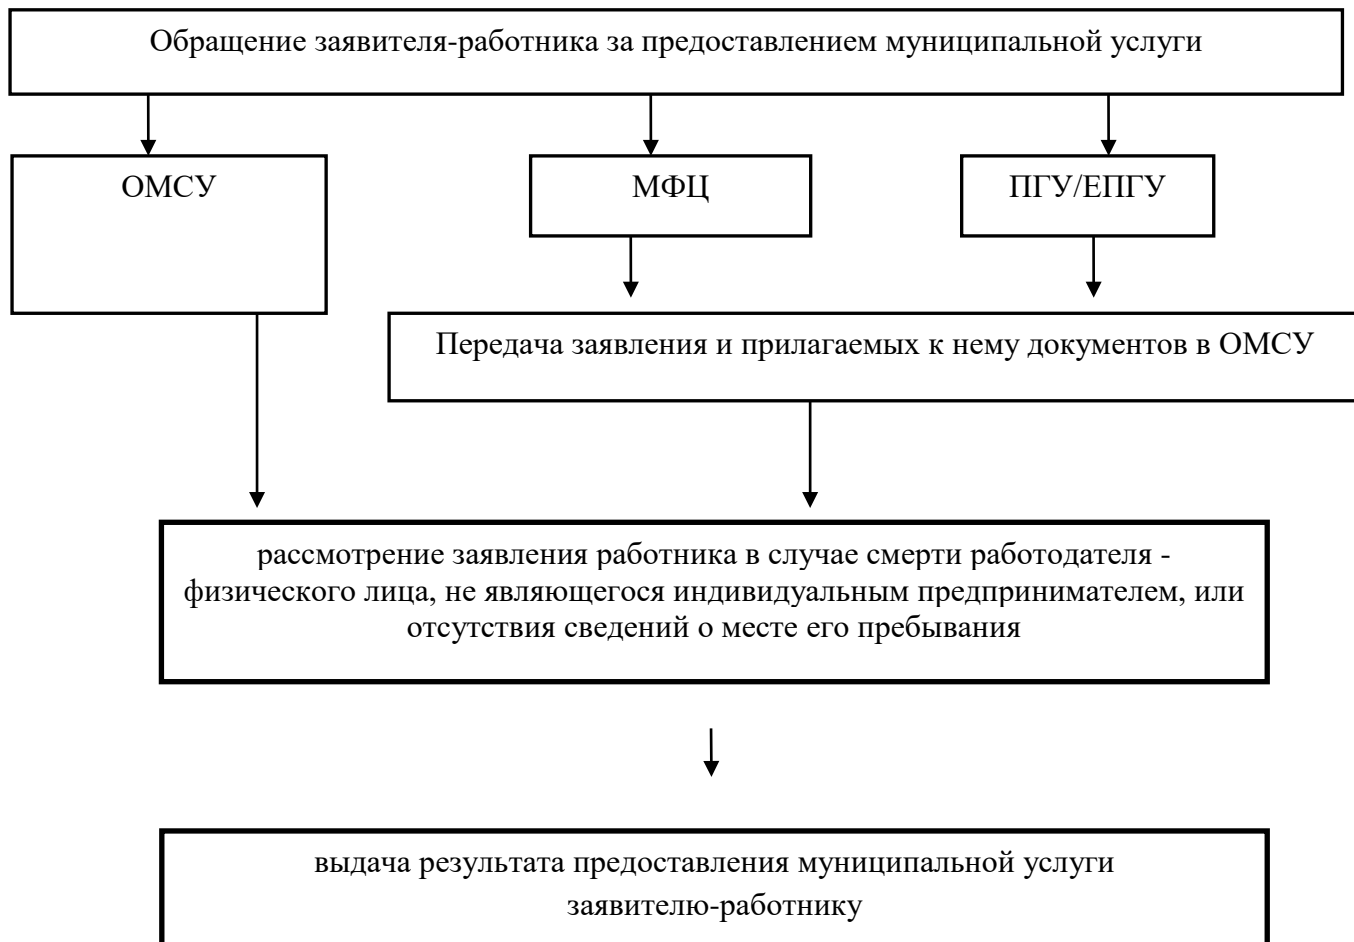 Обращение заявителя-работника за предоставлением муниципальной услуги
ОМСУ
МФЦ
ПГУ/ЕПГУ
Передача заявления и прилагаемых к нему документов в ОМСУ
рассмотрение заявления работника в случае смерти работодателя -
физического лица, не являющегося индивидуальным предпринимателем, или
отсутствия сведений о месте его пребывания
выдача результата предоставления муниципальной услуги
заявителю-работнику